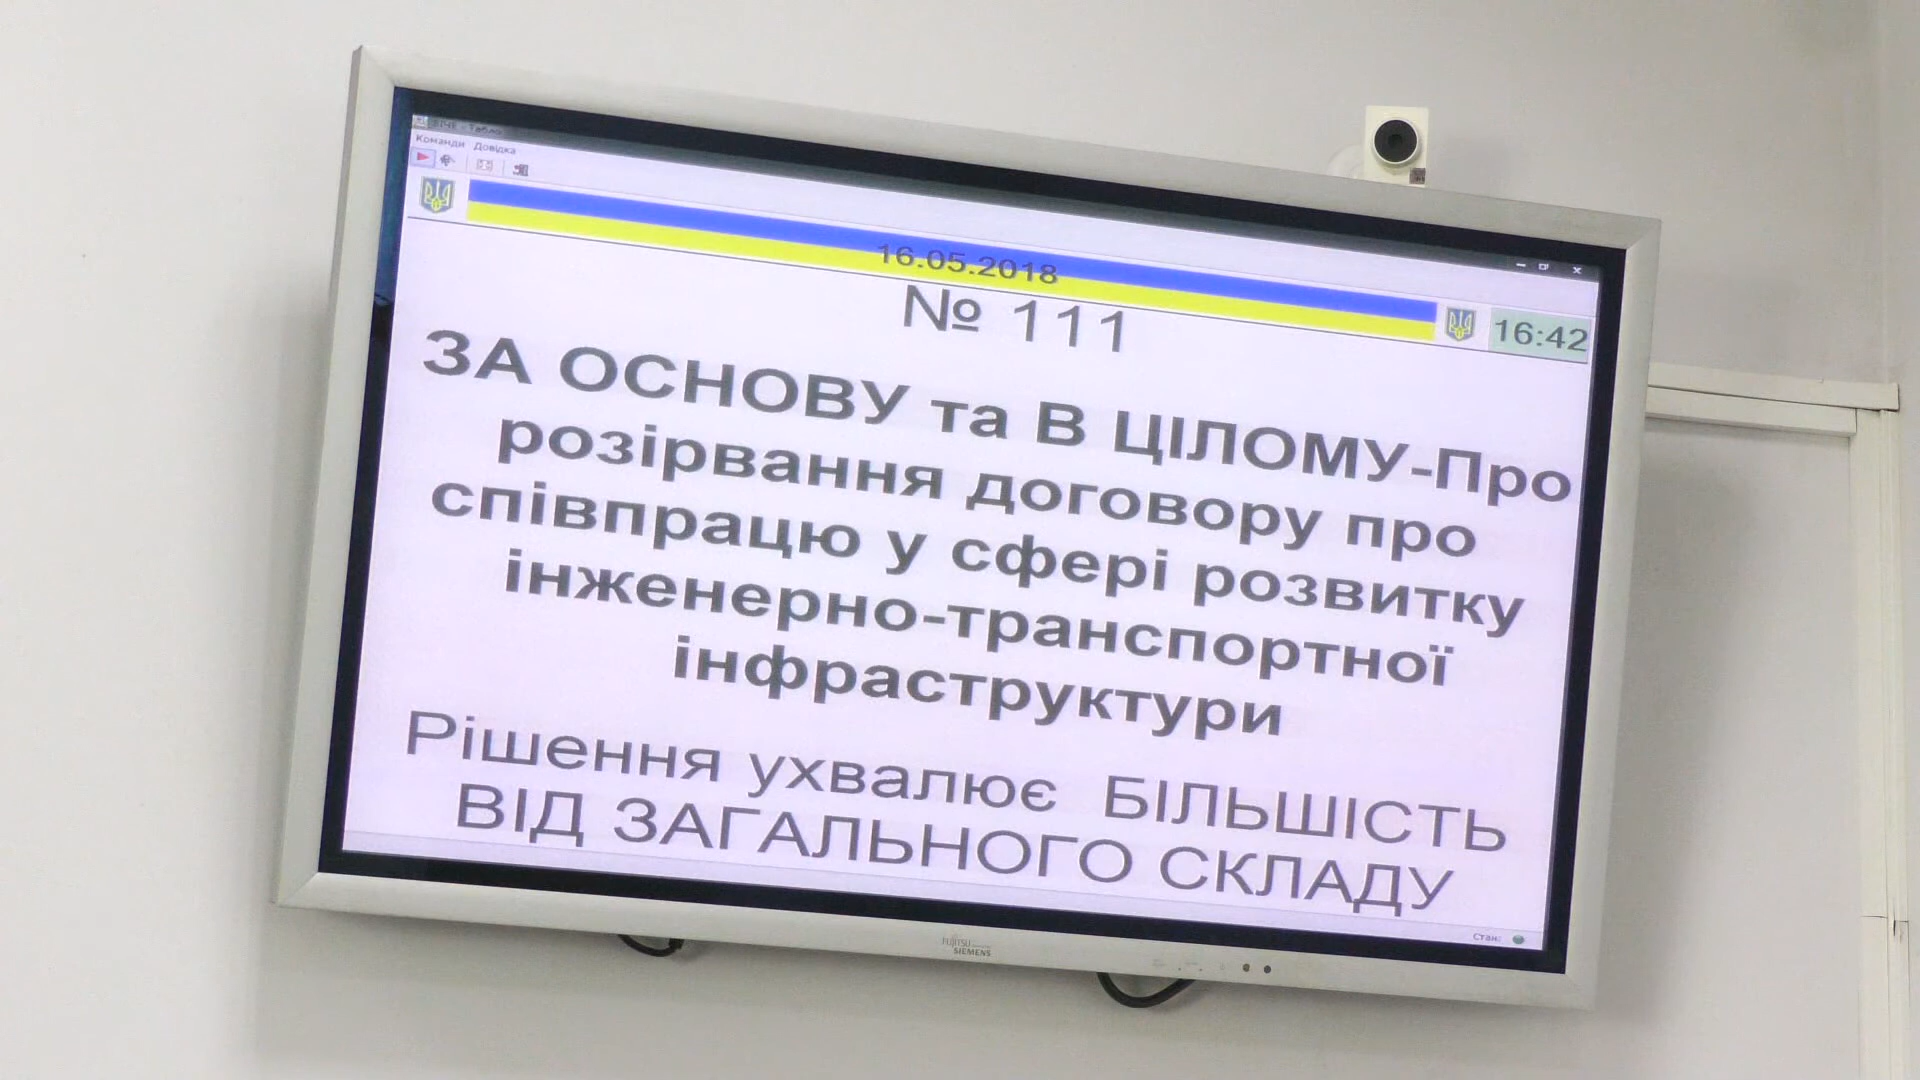 Команди Довідка
16.05.2018
№ 111
16:42
ЗА ОСНОВУ та В ЦІЛОМУ-Про
розірвання договору про
співпрацю у сфері розвитку
інженерно-транспортної
інфраструктури
Рішення ухвалює БІЛЬШІСТЬ
ВІД ЗАГАЛЬНОГО СКЛАДУ
Стан:
FUJITSU
SIEMENS